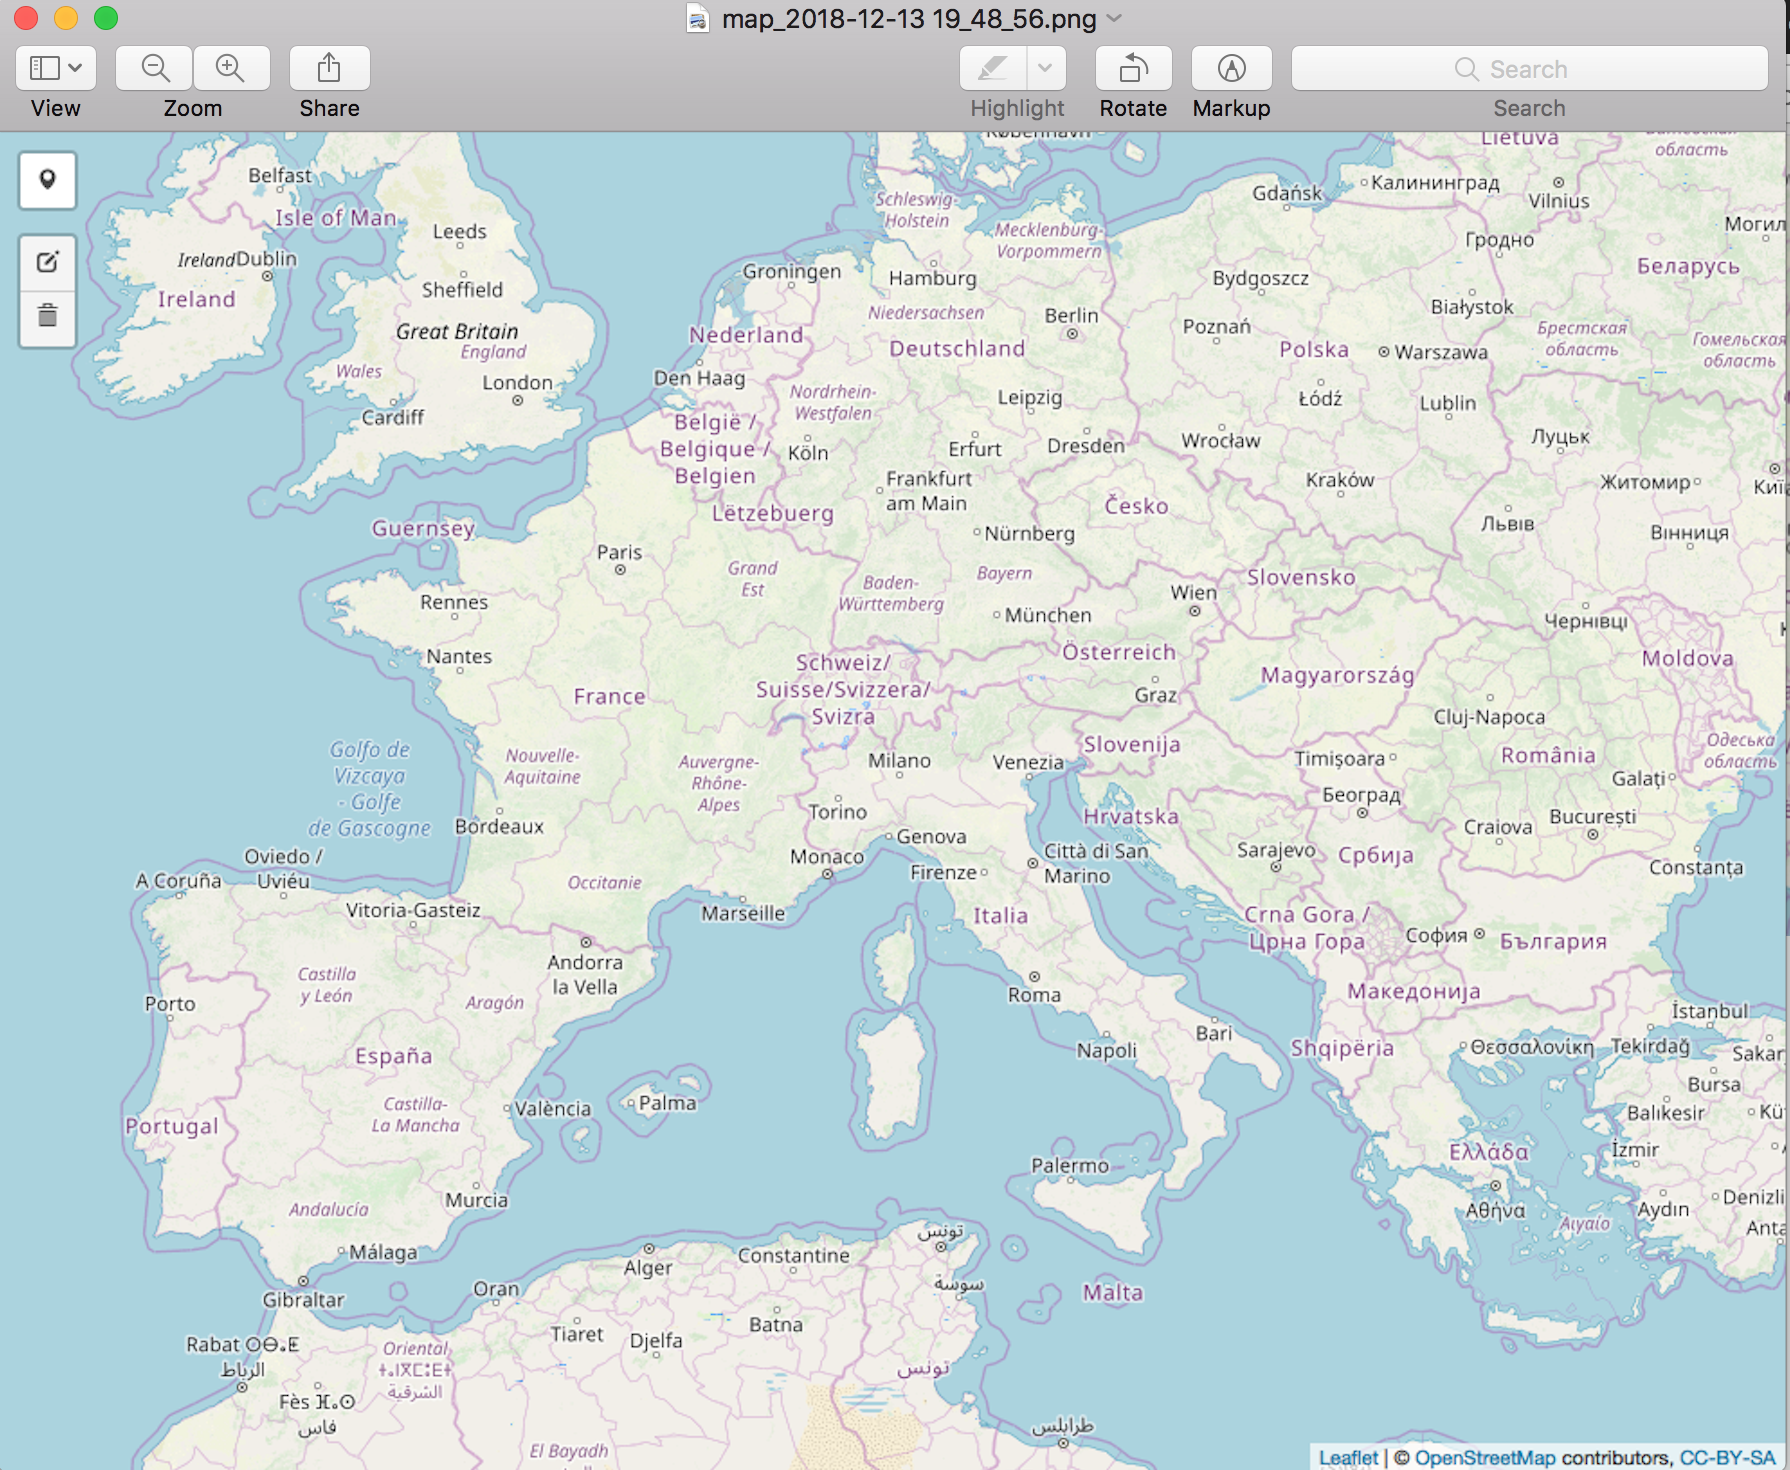 map_2018-12-13 19_48_56.png
View
Zoom
Share
Highlight
Rotate
Markup
Search
Search
København
Lietuva
область
Belfast
Isle of Man
Leeds
Schleswig-
Holstein
Mecklenburg-
Vorpommern
Gdańsk
Калининград
Vilnius
Гродно
Беларусь
Ireland
Dublin
Ireland
Sheffield
Great Britain
England
Wales
London
Cardiff
Groningen
Hamburg
Niedersachsen
Berlin
Nederland
Deutschland
Den Haag
Bydgoszcz
Białystok
Poznań
Polska
Warszawa
Брестская
область
Гомельская
область
Nordrhein-
Westfalen
Leipzig
Łódź
Lublin
België /
Belgique /
Belgien
Köln
Erfurt
Dresden
Wrocław
Луцьк
Frankfurt
am Main
Kraków
Житомир
Lëtzebuerg
Česko
Львів
Вінниця
Guernsey
Nürnberg
Paris
Grand
Est
Baden-
Württemberg
Bayern
Slovensko
Rennes
München
Wien
Чернівці
Nantes
Schweiz/
Suisse/Svizzera/
Svizra
Österreich
Magyarország
Moldova
France
Graz
Cluj-Napoca
Golfo de
Vizcaya
- Golfe
de Gascogne
Nouvelle-
Aquitaine
Auvergne-
Rhône-
Alpes
Milano
Venezia
Slovenija
Timișoara
România
Одеська
область
Galați
Torino
Hrvatska
Београд
Bordeaux
Genova
Craiova
București
Oviedo /
Uviéu
Monaco
Firenze
Città di San
Marino
Sarajevo
Србија
Constanța
A Coruña
Occitanie
Vitoria-Gasteiz
Marseille
Italia
Crna Gora /
Црна Гора
София
България
Andorra
la Vella
Castilla
y León
Aragón
Porto
Roma
Македонија
İstanbul
España
Napoli
Bari
Shqipëria
Θεσσαλονίκη
Tekirdağ
Bursa
Castilla-
La Mancha
València
Palma
Balıkesir
Portugal
Palermo
Ελλάδα
İzmir
Murcia
Andalucía
Αθήνα
Αιγαίο
Aydın
Denizli
Málaga
Alger
Constantine
تونس
سوسة
Malta
Gibraltar
Oran
Tiaret
Djelfa
Batna
Rabat ⵔⴱⴰⵟ
الرباط
Oriental
الشرقية
تونس
Fès ⴼⴰⵙ
فاس
El Bayadh
طرابلس
Leaflet | © OpenStreetMap contributors, CC-BY-SA